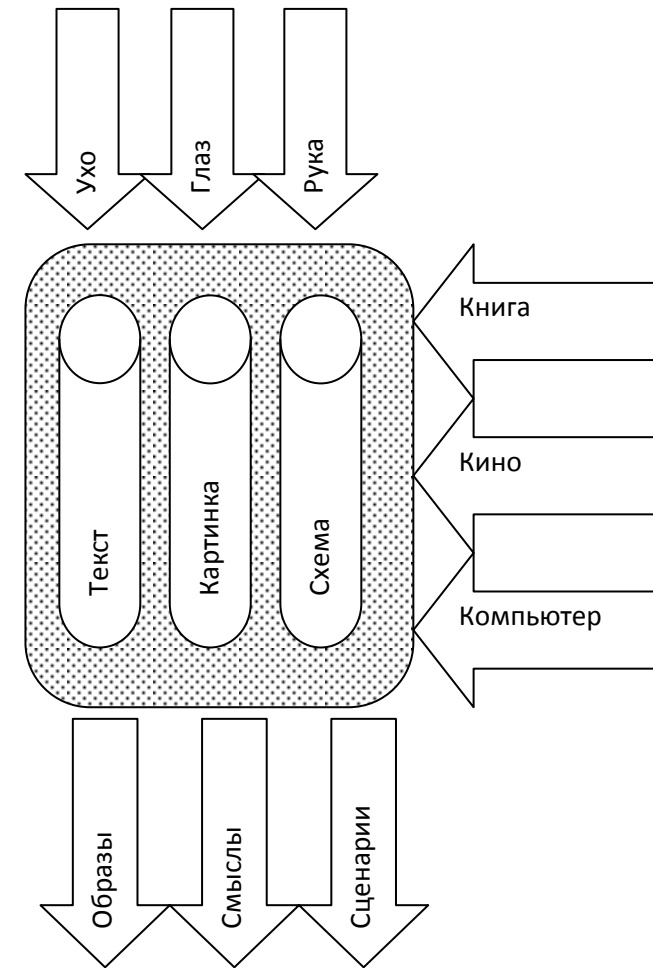 Ухо
Глаз
Рука
Книга
Кино
Компьютер
Текст
Картинка
Схема
Образы
Смыслы
Сценарии